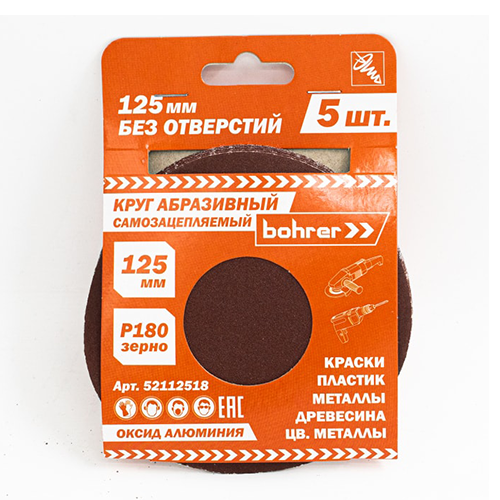 125 мм
БЕЗ ОТВЕРСТИЙ
5 шт.
КРУГ АБРАЗИВНЫЙ
САМОЗАЦЕПЛЯЕМЫЙ
bohrer
125
мм
P180
зерно
Арт. 52112518
EAC
ОКСИД АЛЮМИНИЯ
КРАСКИ
ПЛАСТИК
МЕТАЛЛЫ
ДРЕВЕСИНА
ЦВ. МЕТАЛЛЫ